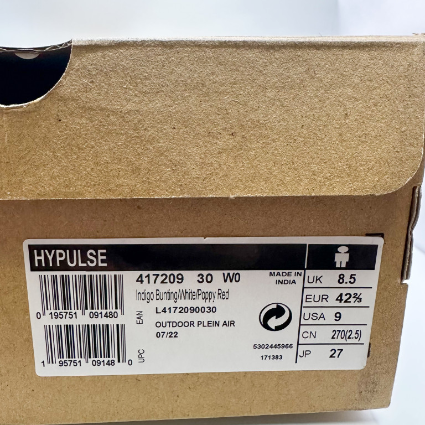 HYPULSE
417209 30 W0
Indigo Bunting/White/Poppy Red
EAN
L4172090030
OUTDOOR PLEIN AIR
07/22
UPC
0 195751 091480
1 95751 09148 0
MADE IN
INDIA
5302445966
171383
UK 8.5
EUR 42⅔
USA 9
CN 270(2.5)
JP 27